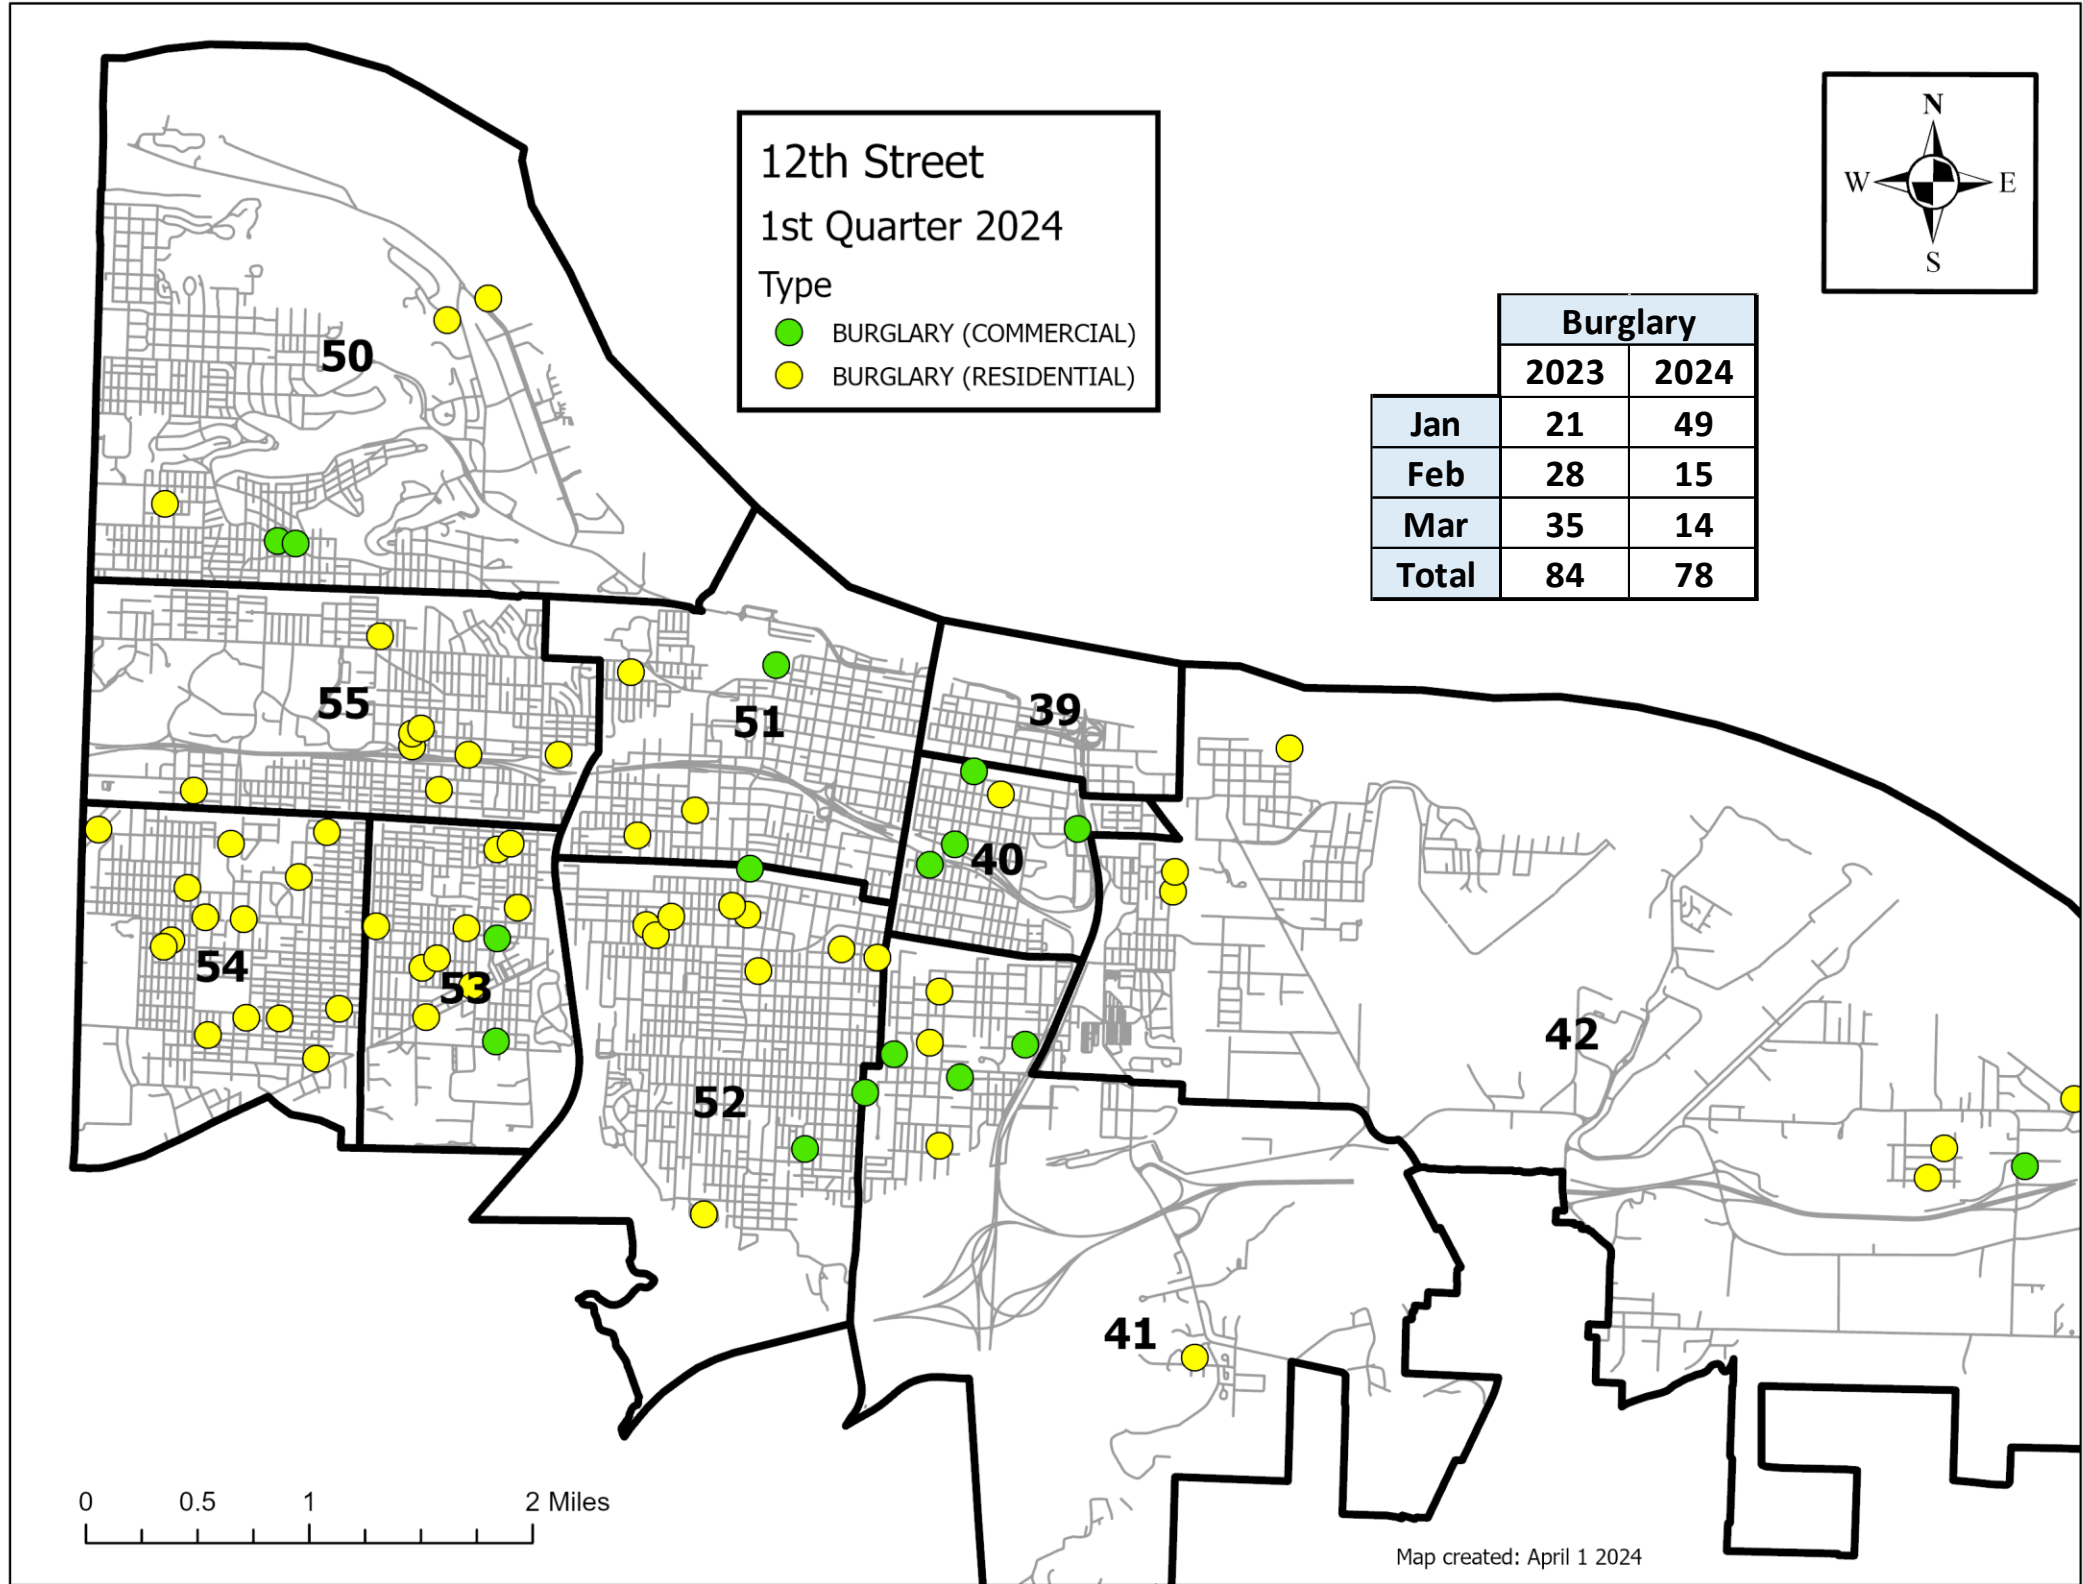 N
W E
S
12th Street
1st Quarter 2024
Type
BURGLARY (COMMERCIAL)
BURGLARY (RESIDENTIAL)
Burglary
2023 2024
Jan 21 49
Feb 28 15
Mar 35 14
Total 84 78
50
55
51
39
40
54
53
52
42
41
0 0.5 1 2 Miles
Map created: April 1 2024